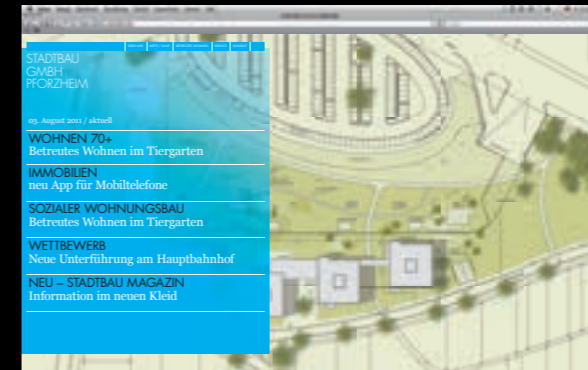 STADTBAU
GMBH
PFORZHEIM
03. August 2011 / aktuell
WOHNEN 70+
Betreutes Wohnen im Tiergarten
IMMOBILIEN
neu App für Mobiltelefone
SOZIALER WOHNUNGSBAU
Betreutes Wohnen im Tiergarten
WETTBEWERB
Neue Unterführung am Hauptbahnhof
NEU – STADTBAU MAGAZIN
Information im neuen Kleid